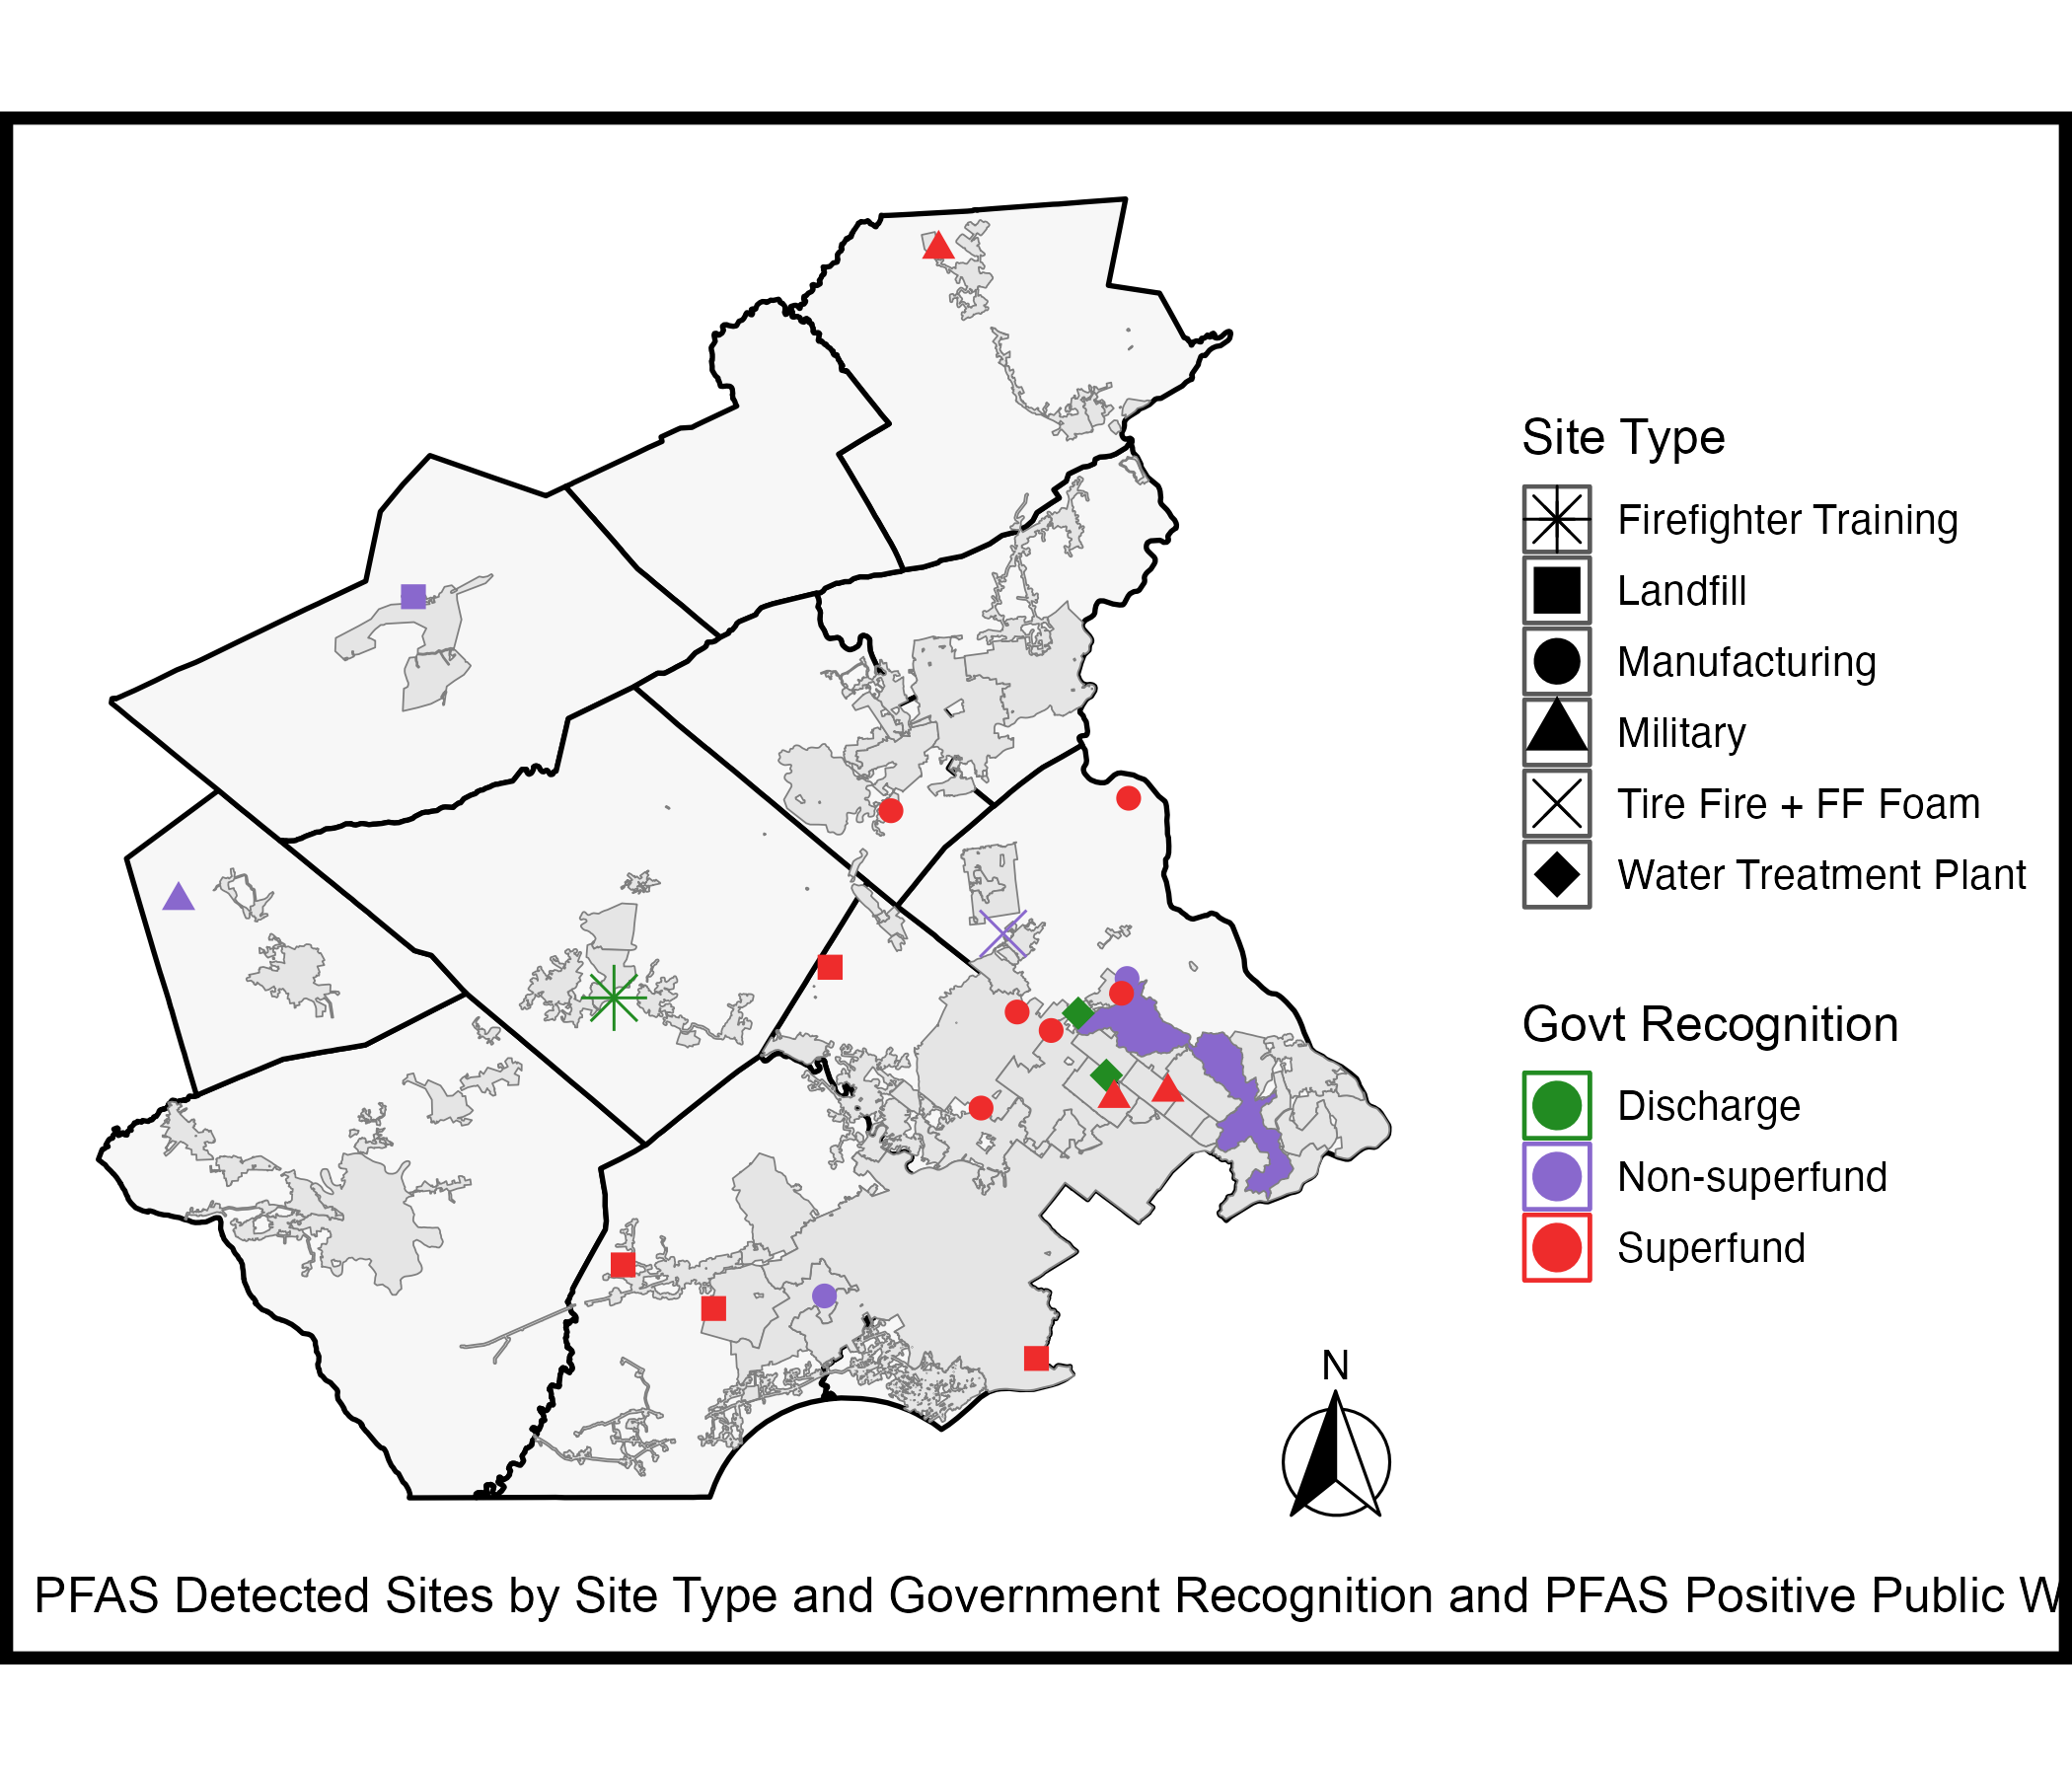 Site Type
Firefighter Training
Landfill
Manufacturing
Military
Tire Fire + FF Foam
Water Treatment Plant
Govt Recognition
Discharge
Non-superfund
Superfund
N
PFAS Detected Sites by Site Type and Government Recognition and PFAS Positive Public W